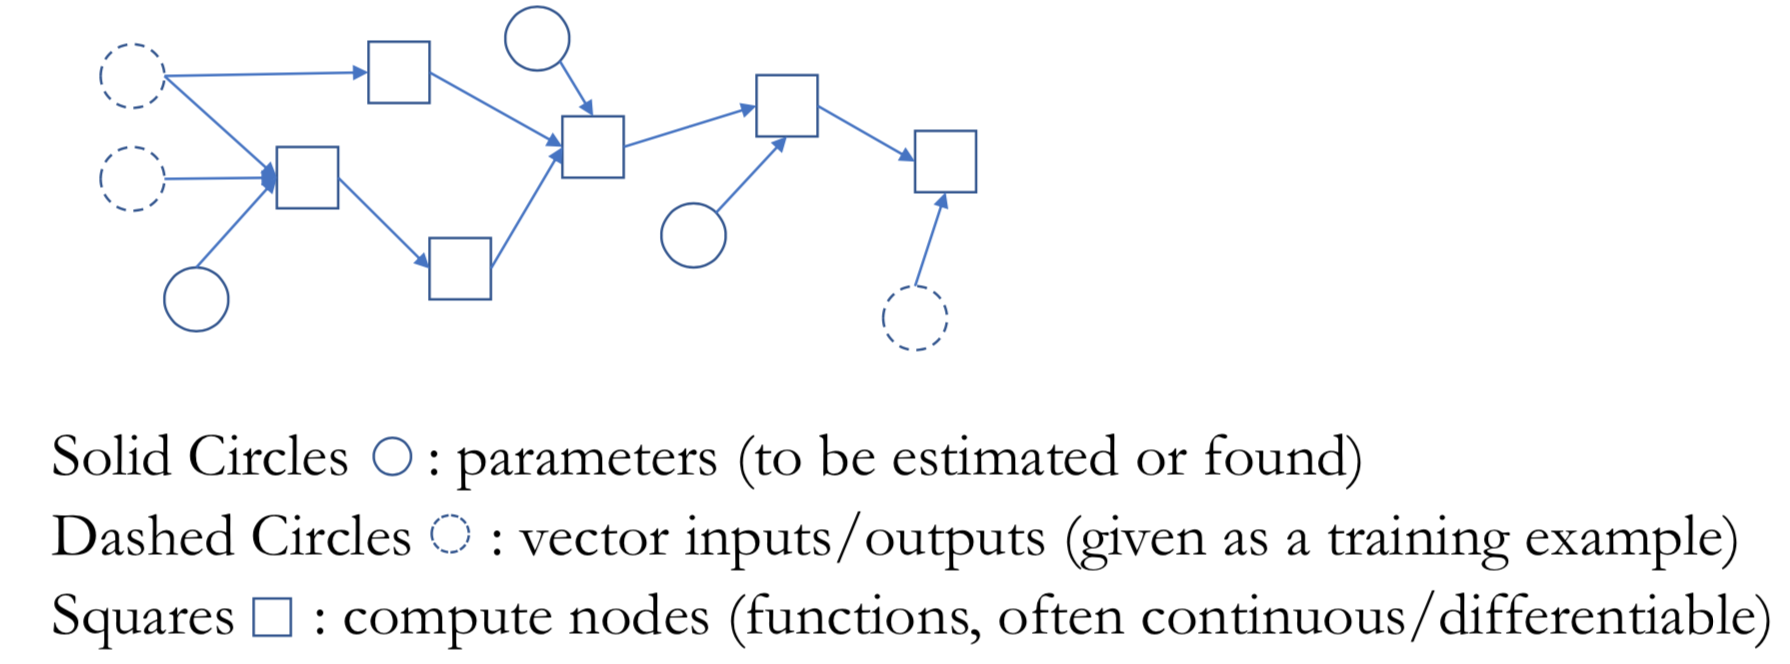 Solid Circles : parameters (to be estimated or found)
Dashed Circles : vector inputs/outputs (given as a training example)
Squares : compute nodes (functions, often continuous/differentiable)